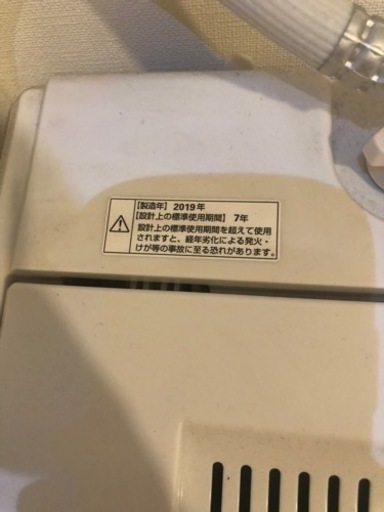 【製造年】2019年
【設計上の標準使用期間】 7年
設計上の標準使用期間を超えて使用
されますと、経年劣化による発火・
けが等の事故に至る恐れがあります。